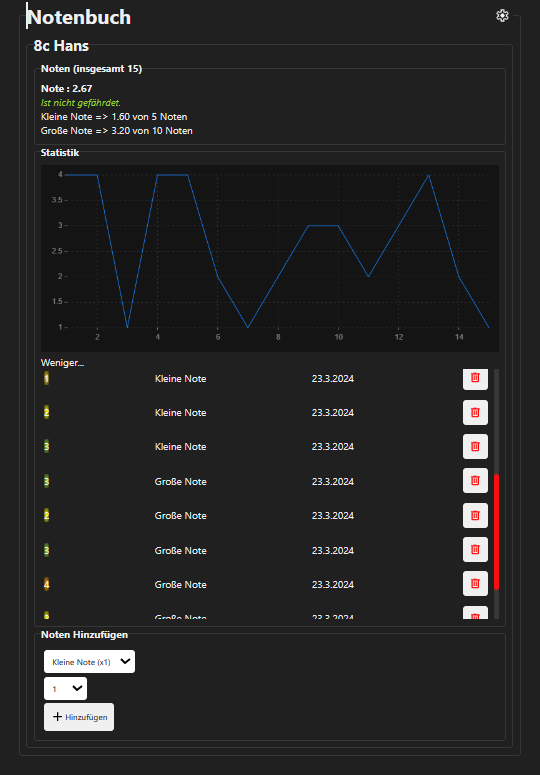 Notenbuch
8c Hans
Noten (insgesamt 15)
Note : 2.67
Ist nicht gefährdet.
Kleine Note => 1.60 von 5 Noten
Große Note => 3.20 von 10 Noten
Statistik
4
3.5
3
2.5
2
1.5
1
2 4 6 8 10 12 14
Weniger...
1 Kleine Note 23.3.2024
2 Kleine Note 23.3.2024
3 Kleine Note 23.3.2024
3 Große Note 23.3.2024
2 Große Note 23.3.2024
3 Große Note 23.3.2024
4 Große Note 23.3.2024
Große Note 23.3.2024
Noten Hinzufügen
Kleine Note (x1)
1
Hinzufügen